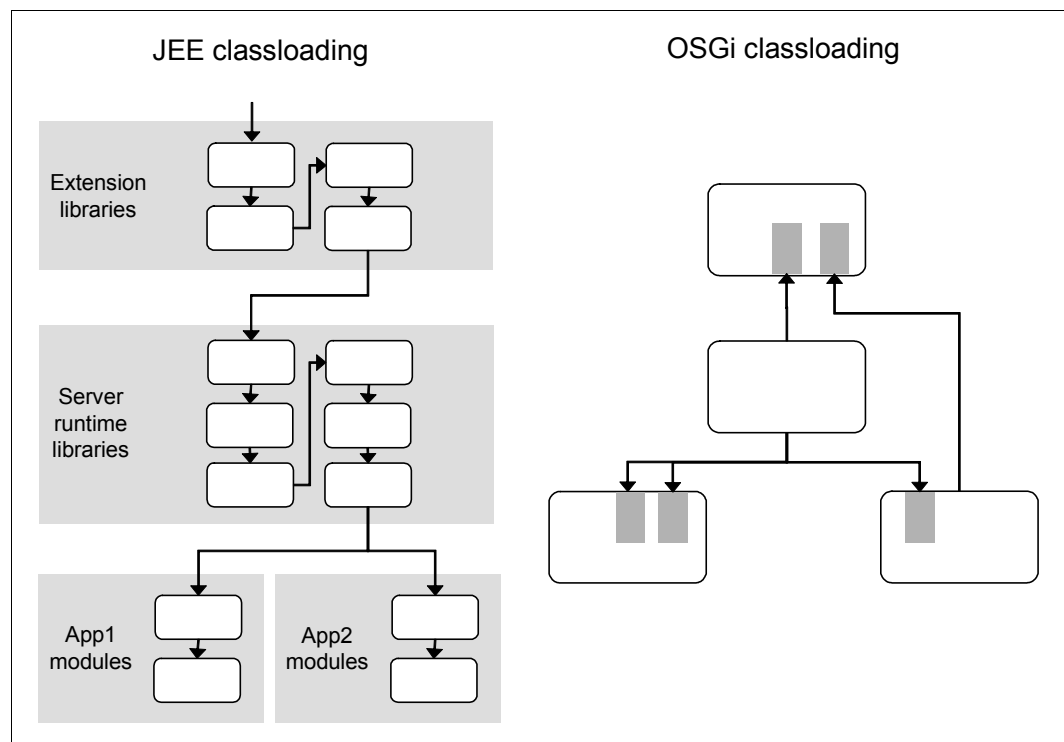 JEE classloading
OSGi classloading
Extension
libraries
Server
runtime
libraries
App1
modules
App2
modules